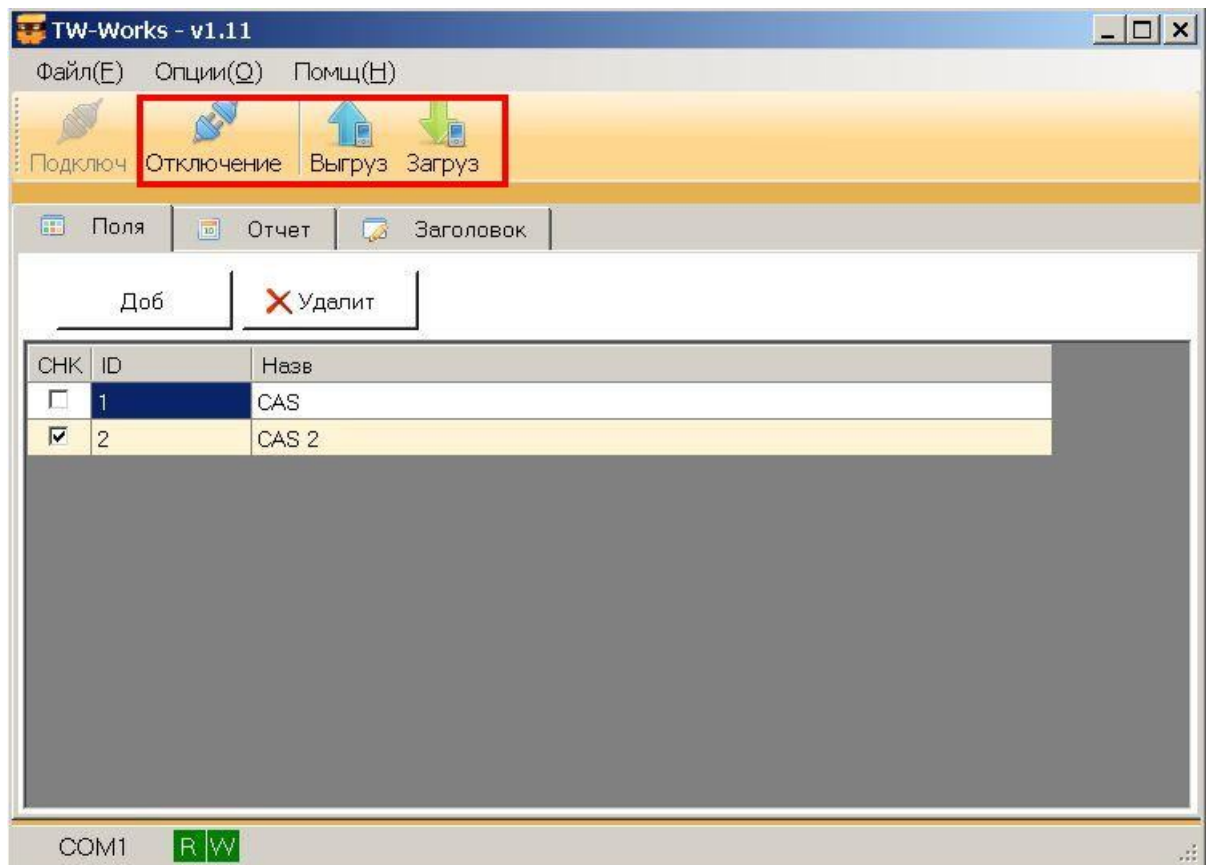 TW-Works - v1.11
Файл(F) Опции(O) Помщ(H)
Подключ Отключение Выгруз Загруз
Поля Отчет Заголовок
Доб Удалит
CHK ID Назв
1 CAS
2 CAS 2
COM1 R W